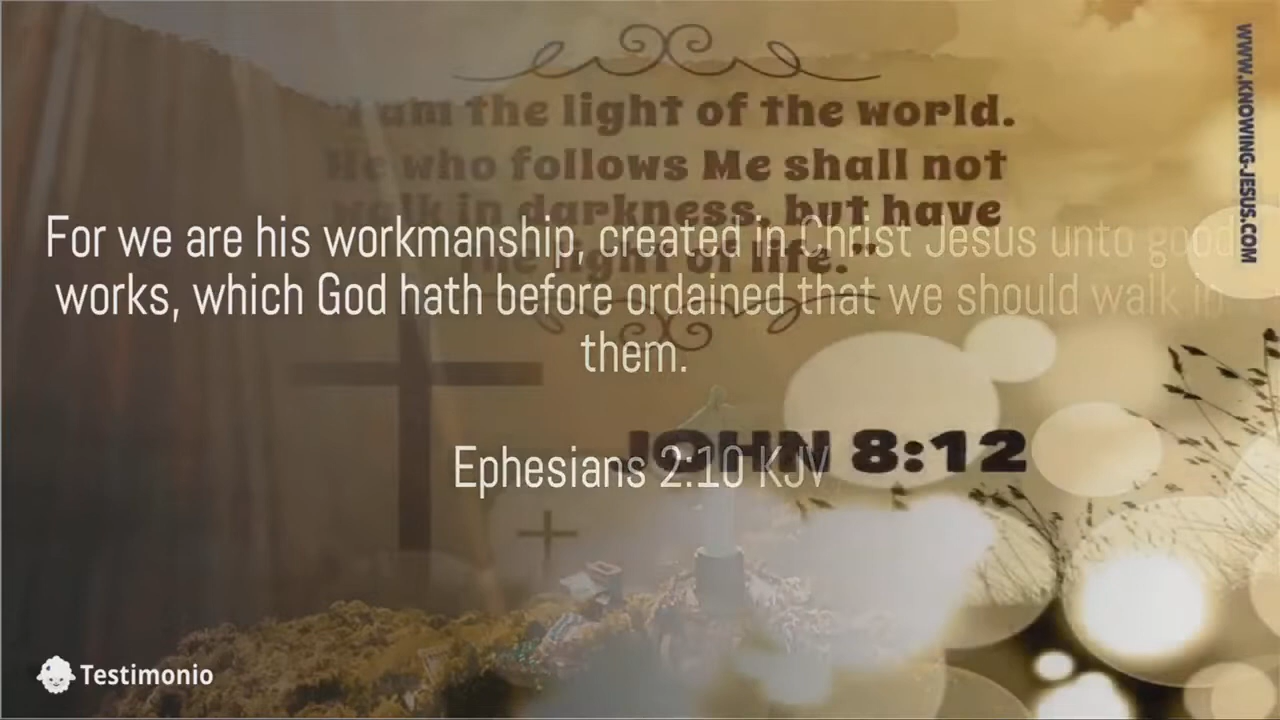 "I am the light of the world.
He who follows Me shall not
walk in darkness, but have
the light of life."
For we are his workmanship, created in Christ Jesus unto good
works, which God hath before ordained that we should walk in
them.
JOHN 8:12
Ephesians 2:10 KJV
WWW.KNOWING-JESUS.COM
Testimonio